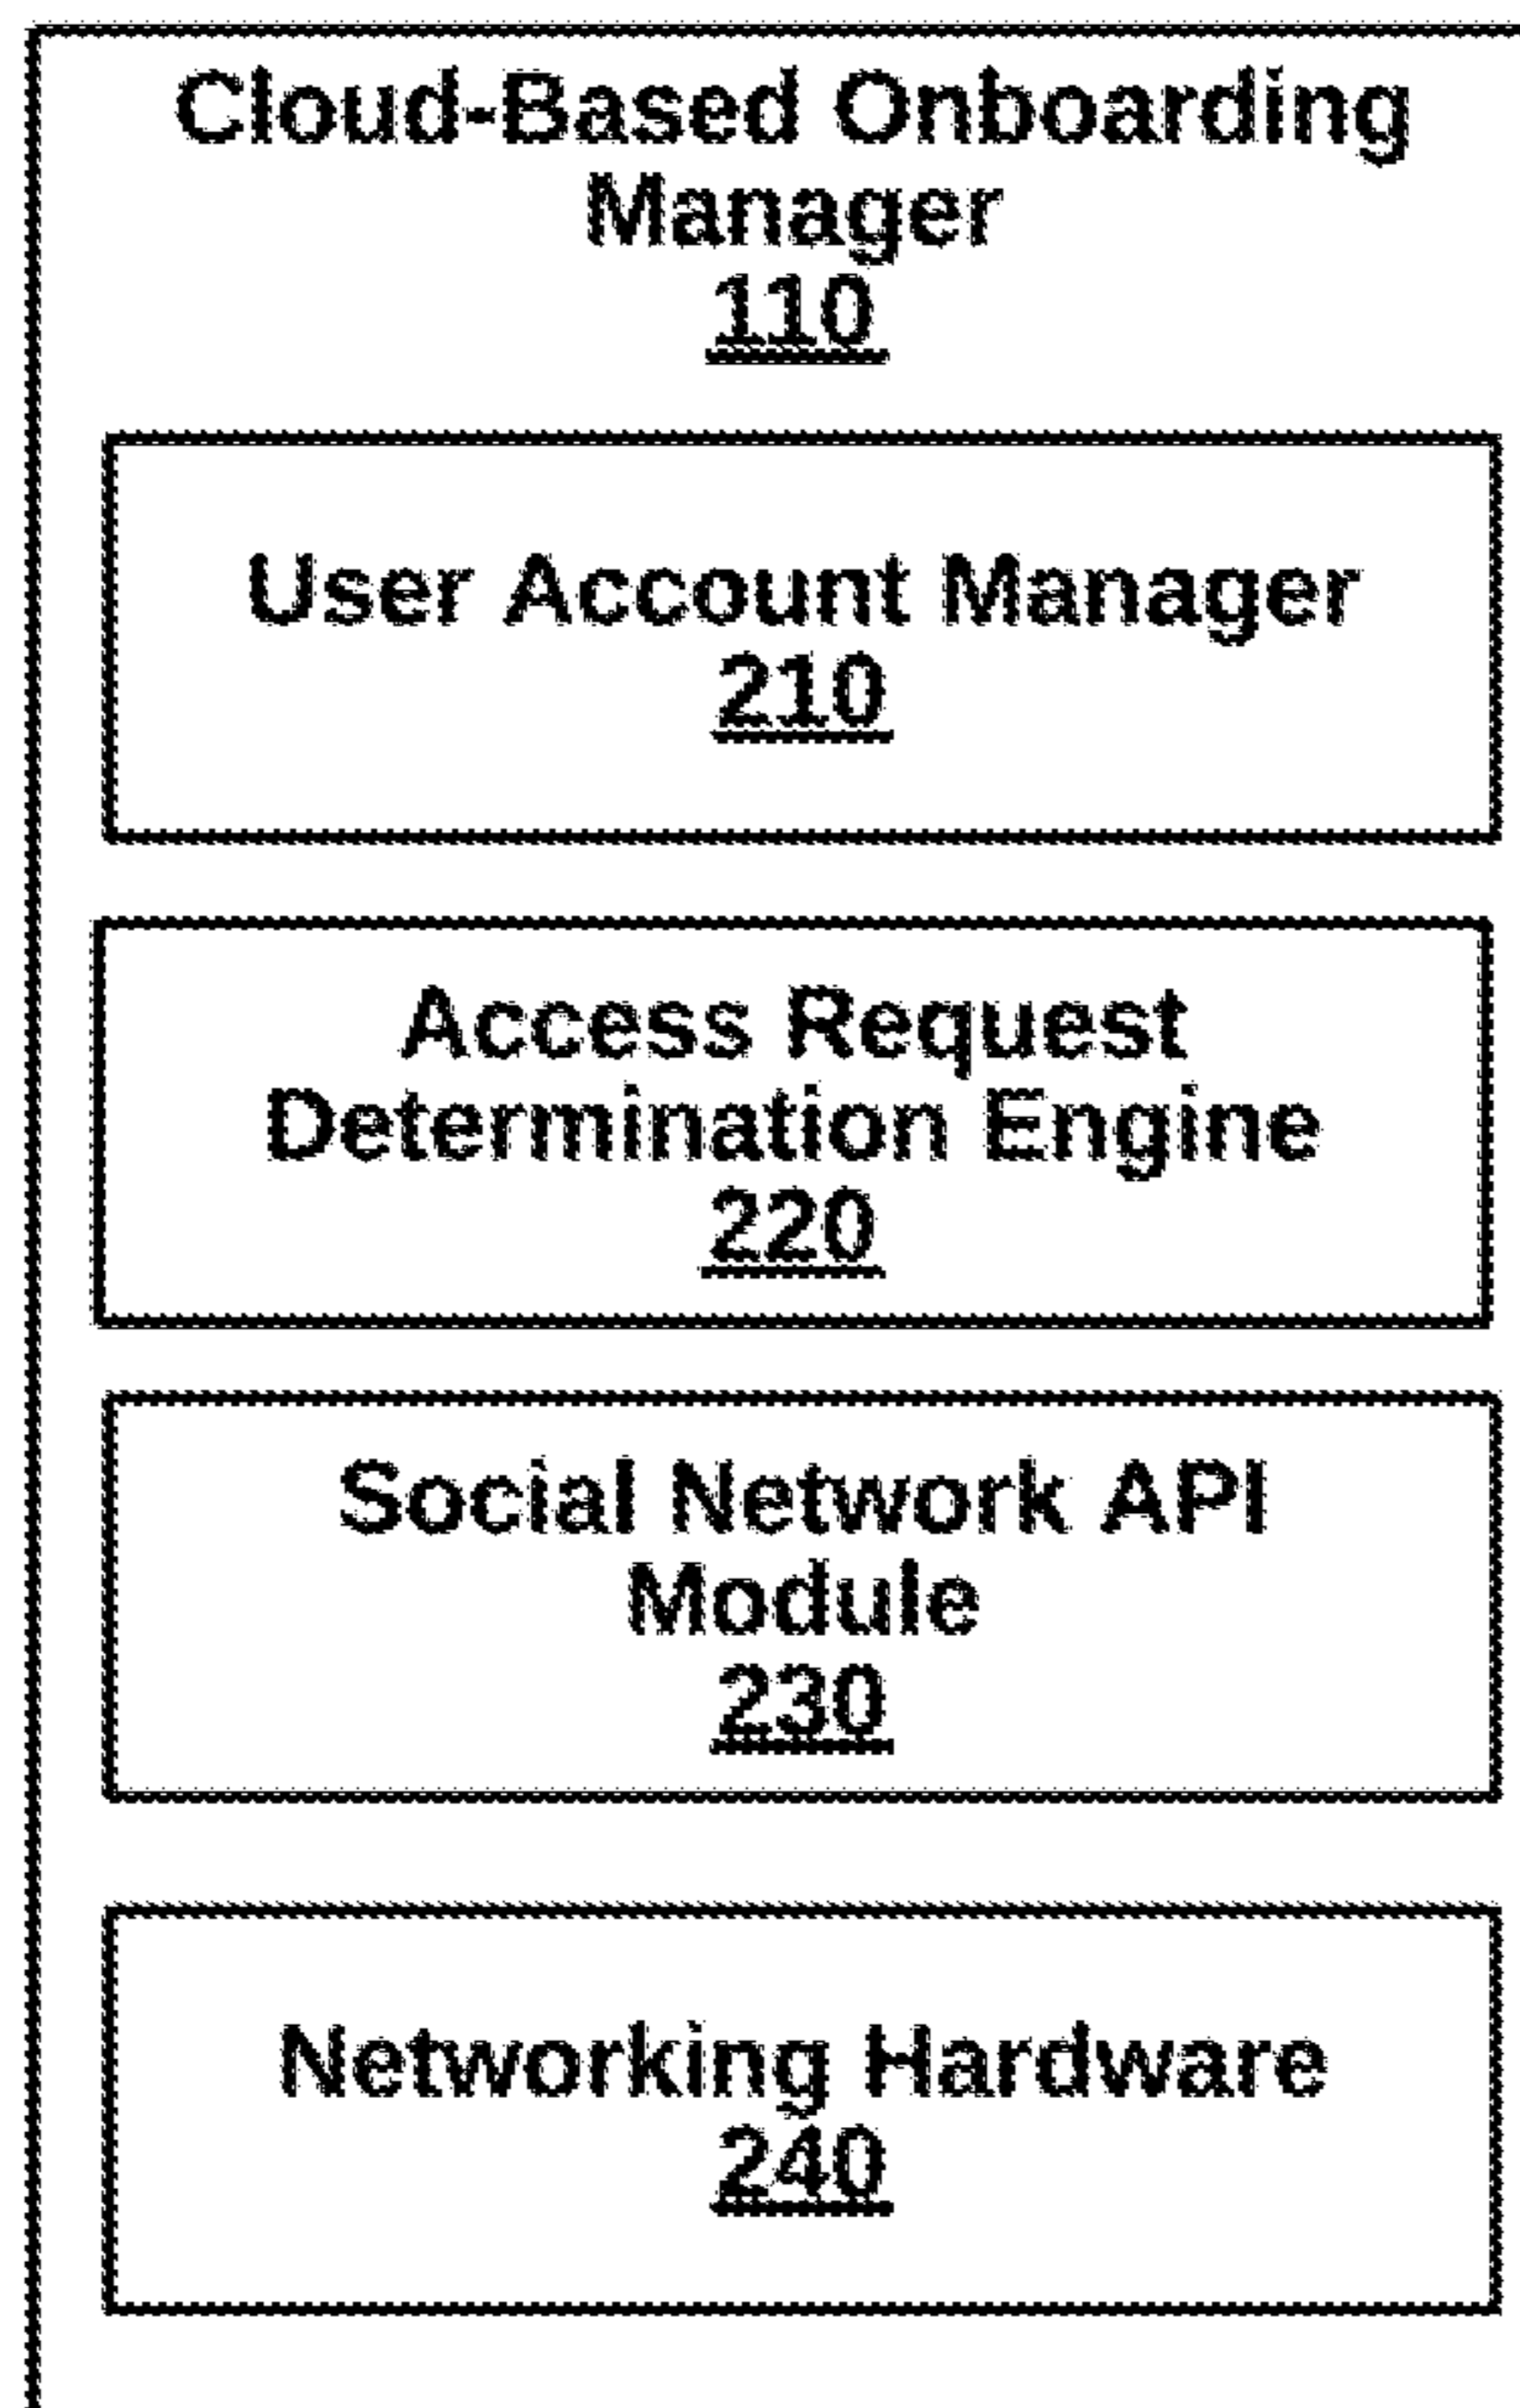 Cloud-Based Onboarding
Manager
110
User Account Manager
210
Access Request
Determination Engine
220
Social Network API
Module
230
Networking Hardware
240